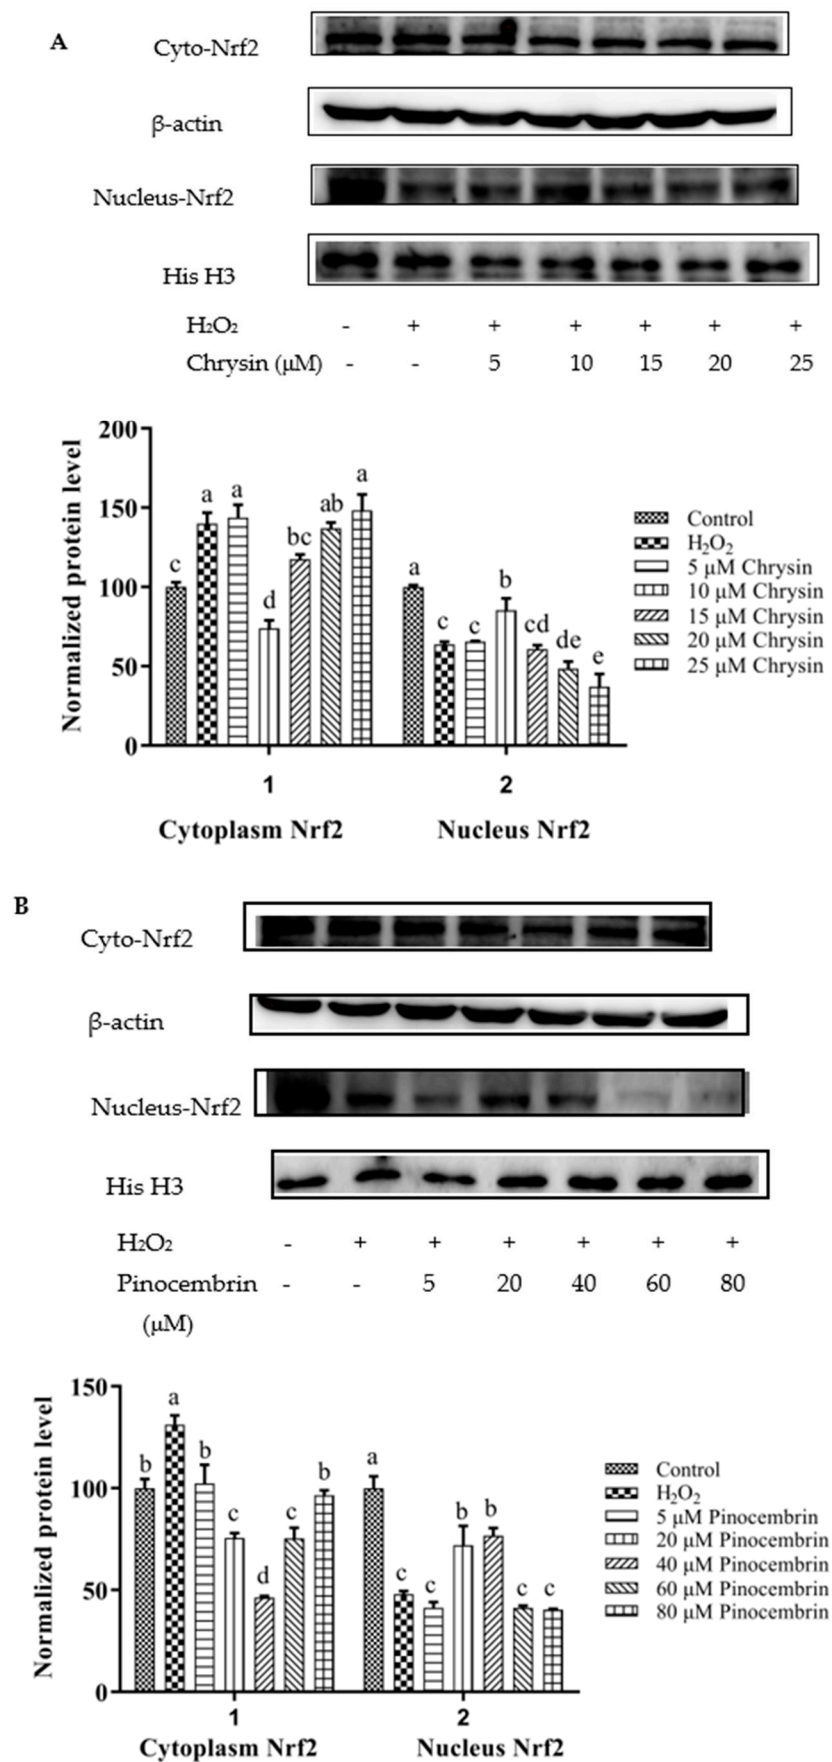 A
Cyto-Nrf2
β-actin
Nucleus-Nrf2
His H3
H₂O₂ - + + + + + +
Chrysin (μM) - - 5 10 15 20 25
Normalized protein level
200
150
100
50
0
c a a d bc ab a
a c c b cd de e
1 2
Cytoplasm Nrf2 Nucleus Nrf2
Control
H₂O₂
5 μM Chrysin
10 μM Chrysin
15 μM Chrysin
20 μM Chrysin
25 μM Chrysin
B
Cyto-Nrf2
β-actin
Nucleus-Nrf2
His H3
H₂O₂ - + + + + + +
Pinocembrin - - 5 20 40 60 80
(μM)
Normalized protein level
150
100
50
0
b a b c d c b
a c c b b c c
1 2
Cytoplasm Nrf2 Nucleus Nrf2
Control
H₂O₂
5 μM Pinocembrin
20 μM Pinocembrin
40 μM Pinocembrin
60 μM Pinocembrin
80 μM Pinocembrin